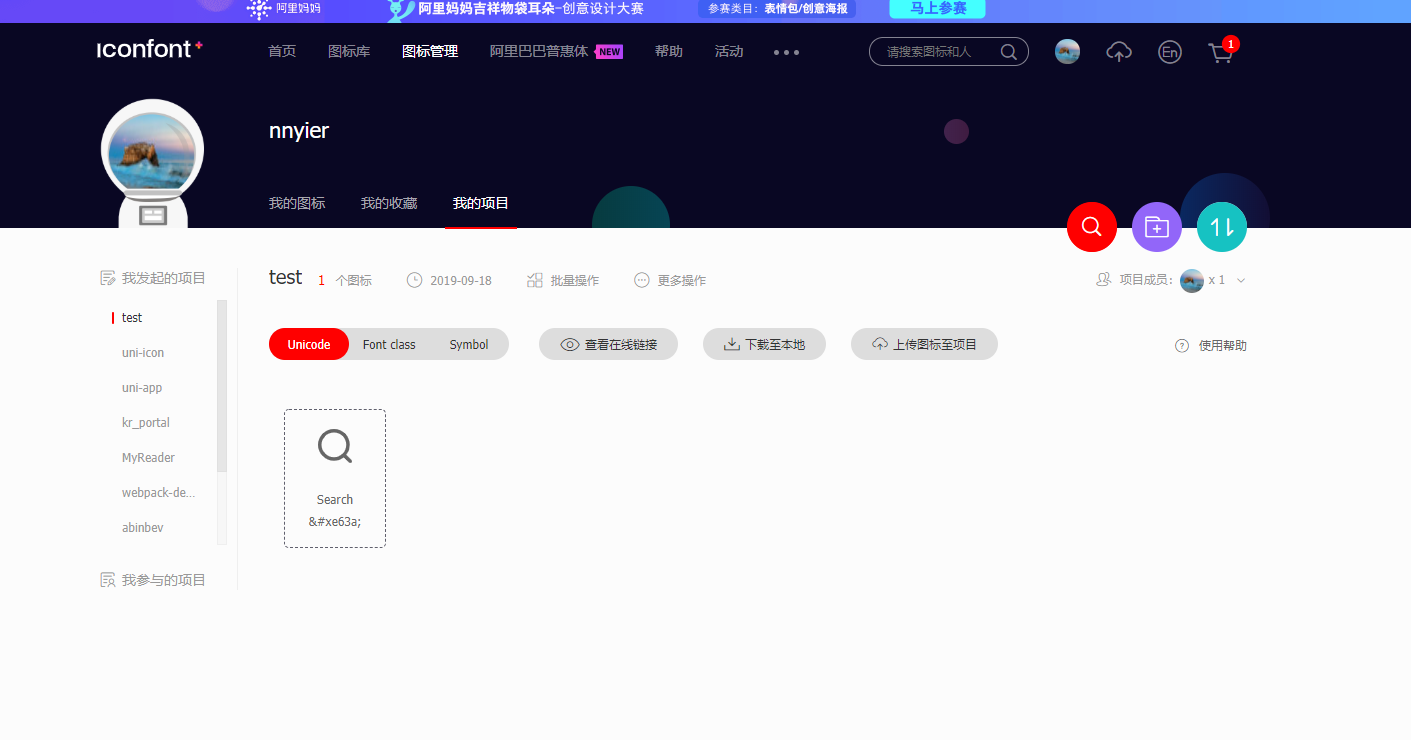 阿里妈妈 阿里妈妈吉祥物袋耳朵-创意设计大赛 参赛类目：表情包/创意海报 马上参赛
iconfont+ 首页 图标库 图标管理 阿里巴巴普惠体 NEW 帮助 活动 请搜索图标和人 En 1
nnyier
我的图标 我的收藏 我的项目
我发起的项目
test
uni-icon
uni-app
kr_portal
MyReader
webpack-de...
abinbev
我参与的项目
test 1 个图标 2019-09-18 批量操作 更多操作 项目成员: x 1
Unicode Font class Symbol 查看在线链接 下载至本地 上传图标至项目 使用帮助
Search
&#xe63a;